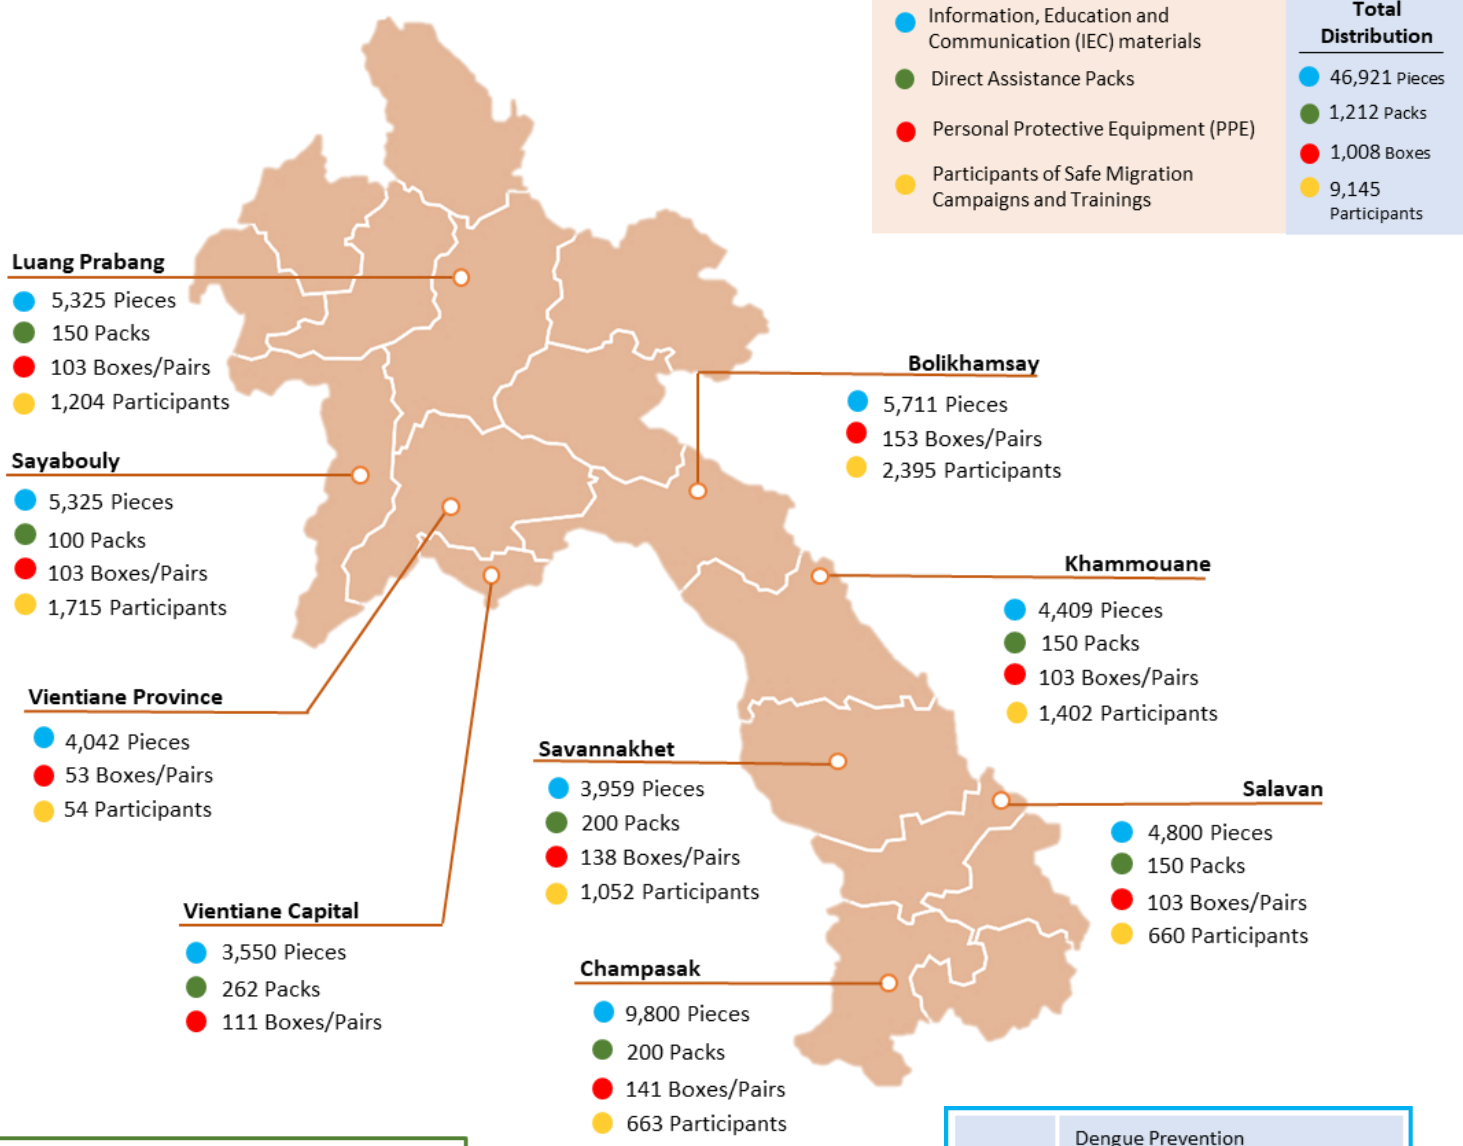 Information, Education and
Communication (IEC) materials
Direct Assistance Packs
Personal Protective Equipment (PPE)
Participants of Safe Migration
Campaigns and Trainings
Total
Distribution
46,921 Pieces
1,212 Packs
1,008 Boxes
9,145
Participants
Luang Prabang
5,325 Pieces
150 Packs
103 Boxes/Pairs
1,204 Participants
Bolikhamsay
5,711 Pieces
153 Boxes/Pairs
2,395 Participants
Sayabouly
5,325 Pieces
100 Packs
103 Boxes/Pairs
1,715 Participants
Khammouane
4,409 Pieces
150 Packs
103 Boxes/Pairs
1,402 Participants
Vientiane Province
4,042 Pieces
53 Boxes/Pairs
54 Participants
Savannakhet
3,959 Pieces
200 Packs
138 Boxes/Pairs
1,052 Participants
Salavan
4,800 Pieces
150 Packs
103 Boxes/Pairs
660 Participants
Vientiane Capital
3,550 Pieces
262 Packs
111 Boxes/Pairs
Champasak
9,800 Pieces
200 Packs
141 Boxes/Pairs
663 Participants
Dengue Prevention